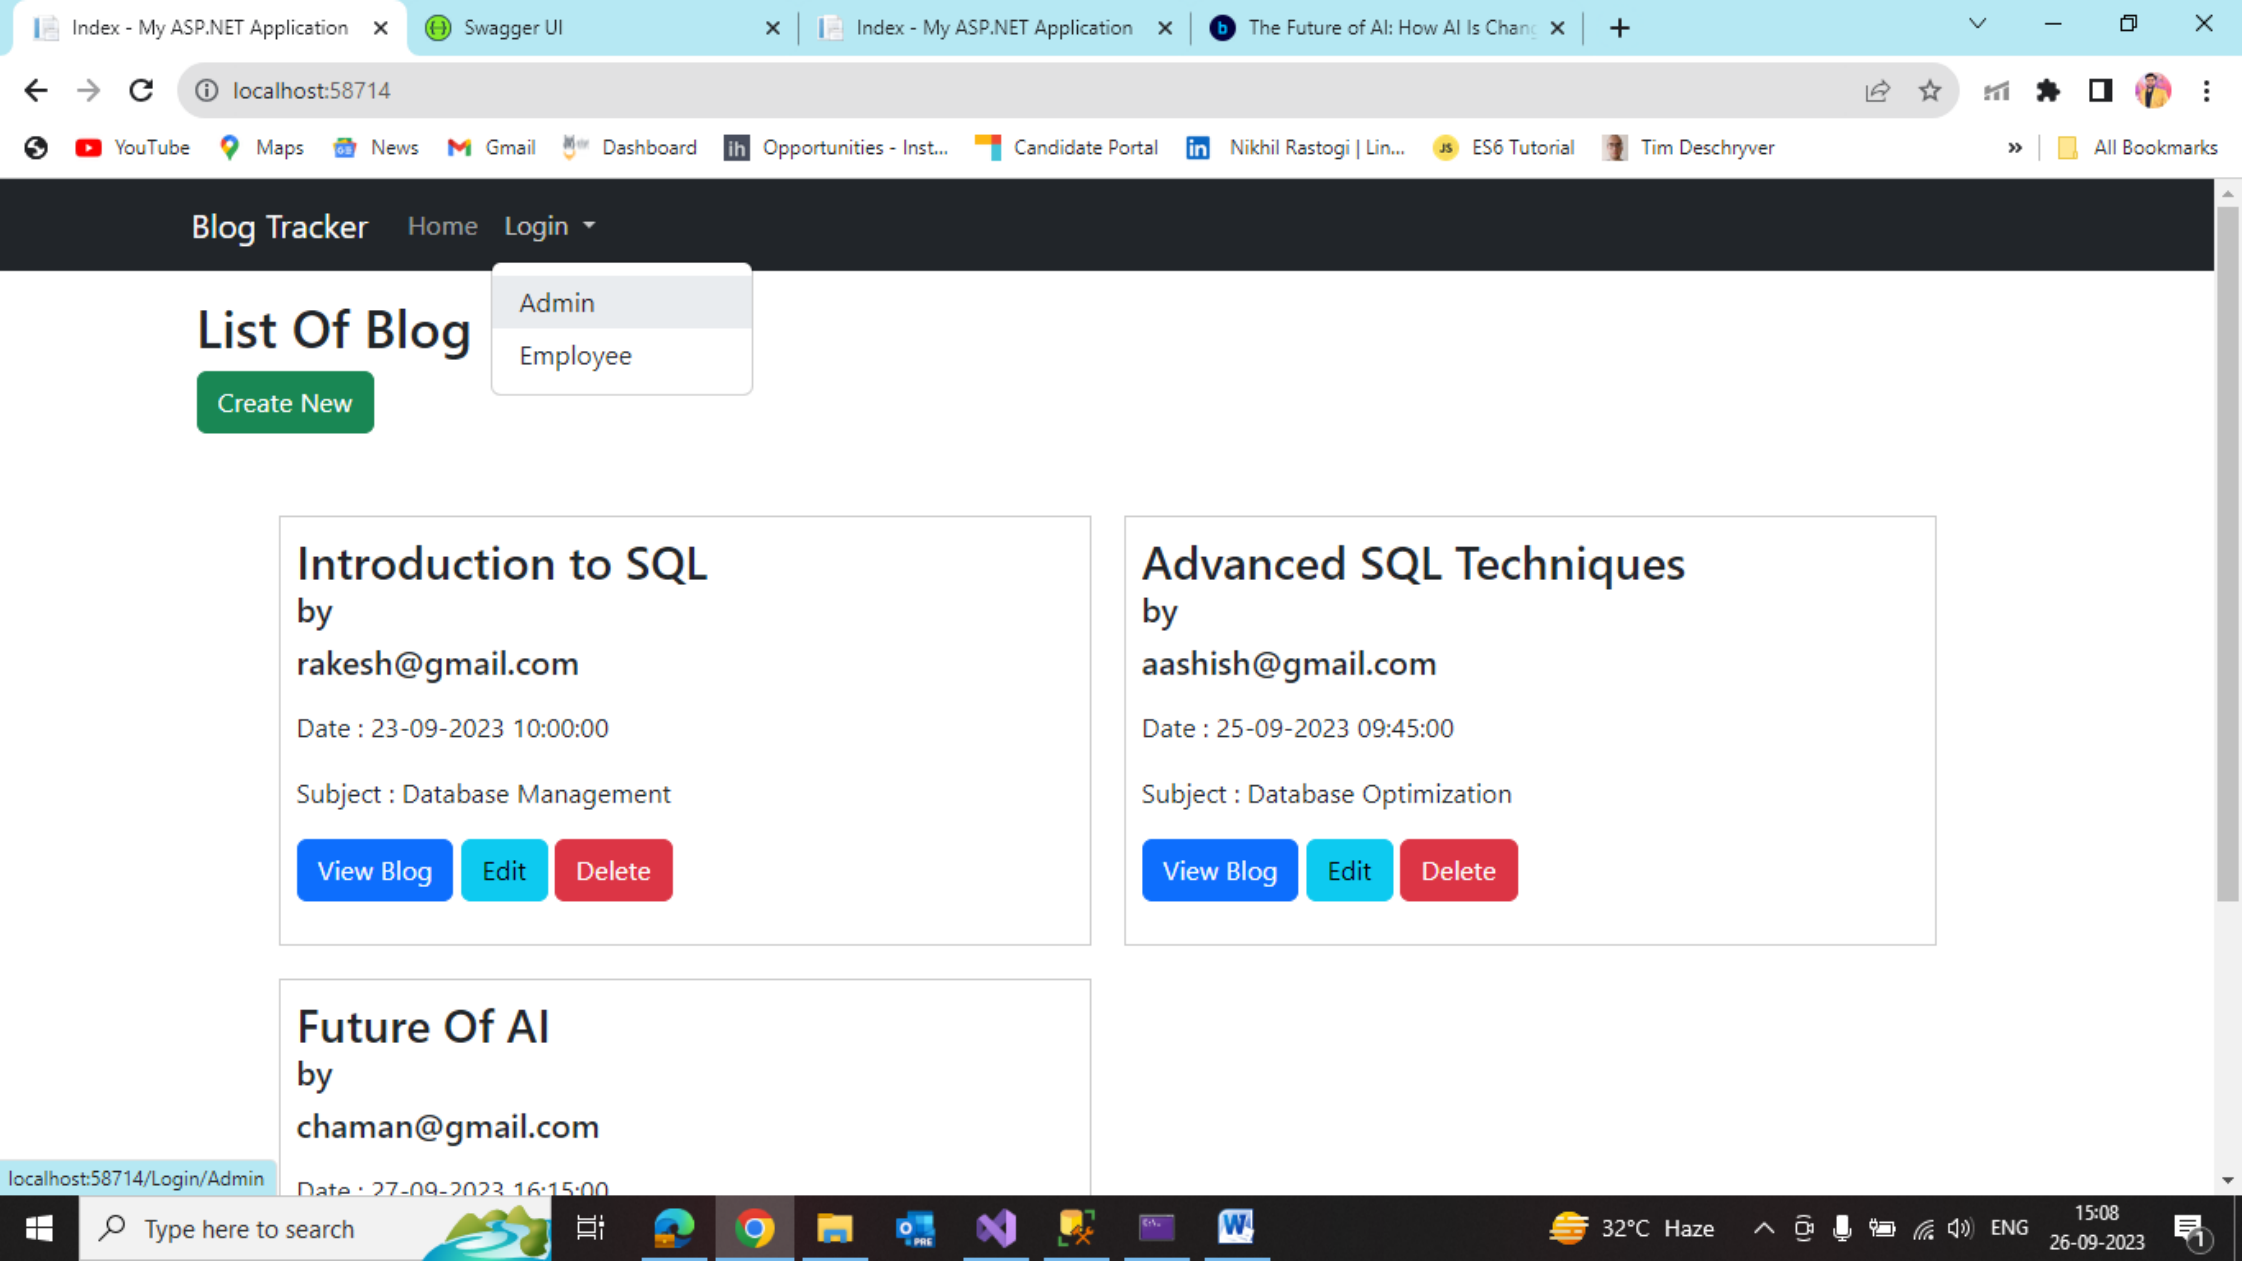 Index - My ASP.NET Application
Swagger UI
Index - My ASP.NET Application
The Future of AI: How AI Is Chang
localhost:58714
YouTube
Maps
News
Gmail
Dashboard
Opportunities - Inst...
Candidate Portal
Nikhil Rastogi | Lin...
ES6 Tutorial
Tim Deschryver
»
All Bookmarks
Blog Tracker
Home
Login
Admin
Employee
List Of Blog
Create New
Introduction to SQL
by
rakesh@gmail.com
Date : 23-09-2023 10:00:00
Subject : Database Management
View Blog Edit Delete
Advanced SQL Techniques
by
aashish@gmail.com
Date : 25-09-2023 09:45:00
Subject : Database Optimization
View Blog Edit Delete
Future Of AI
by
chaman@gmail.com
Date : 27-09-2023 16:15:00
localhost:58714/Login/Admin
Type here to search
32°C Haze
ENG
15:08
26-09-2023
1